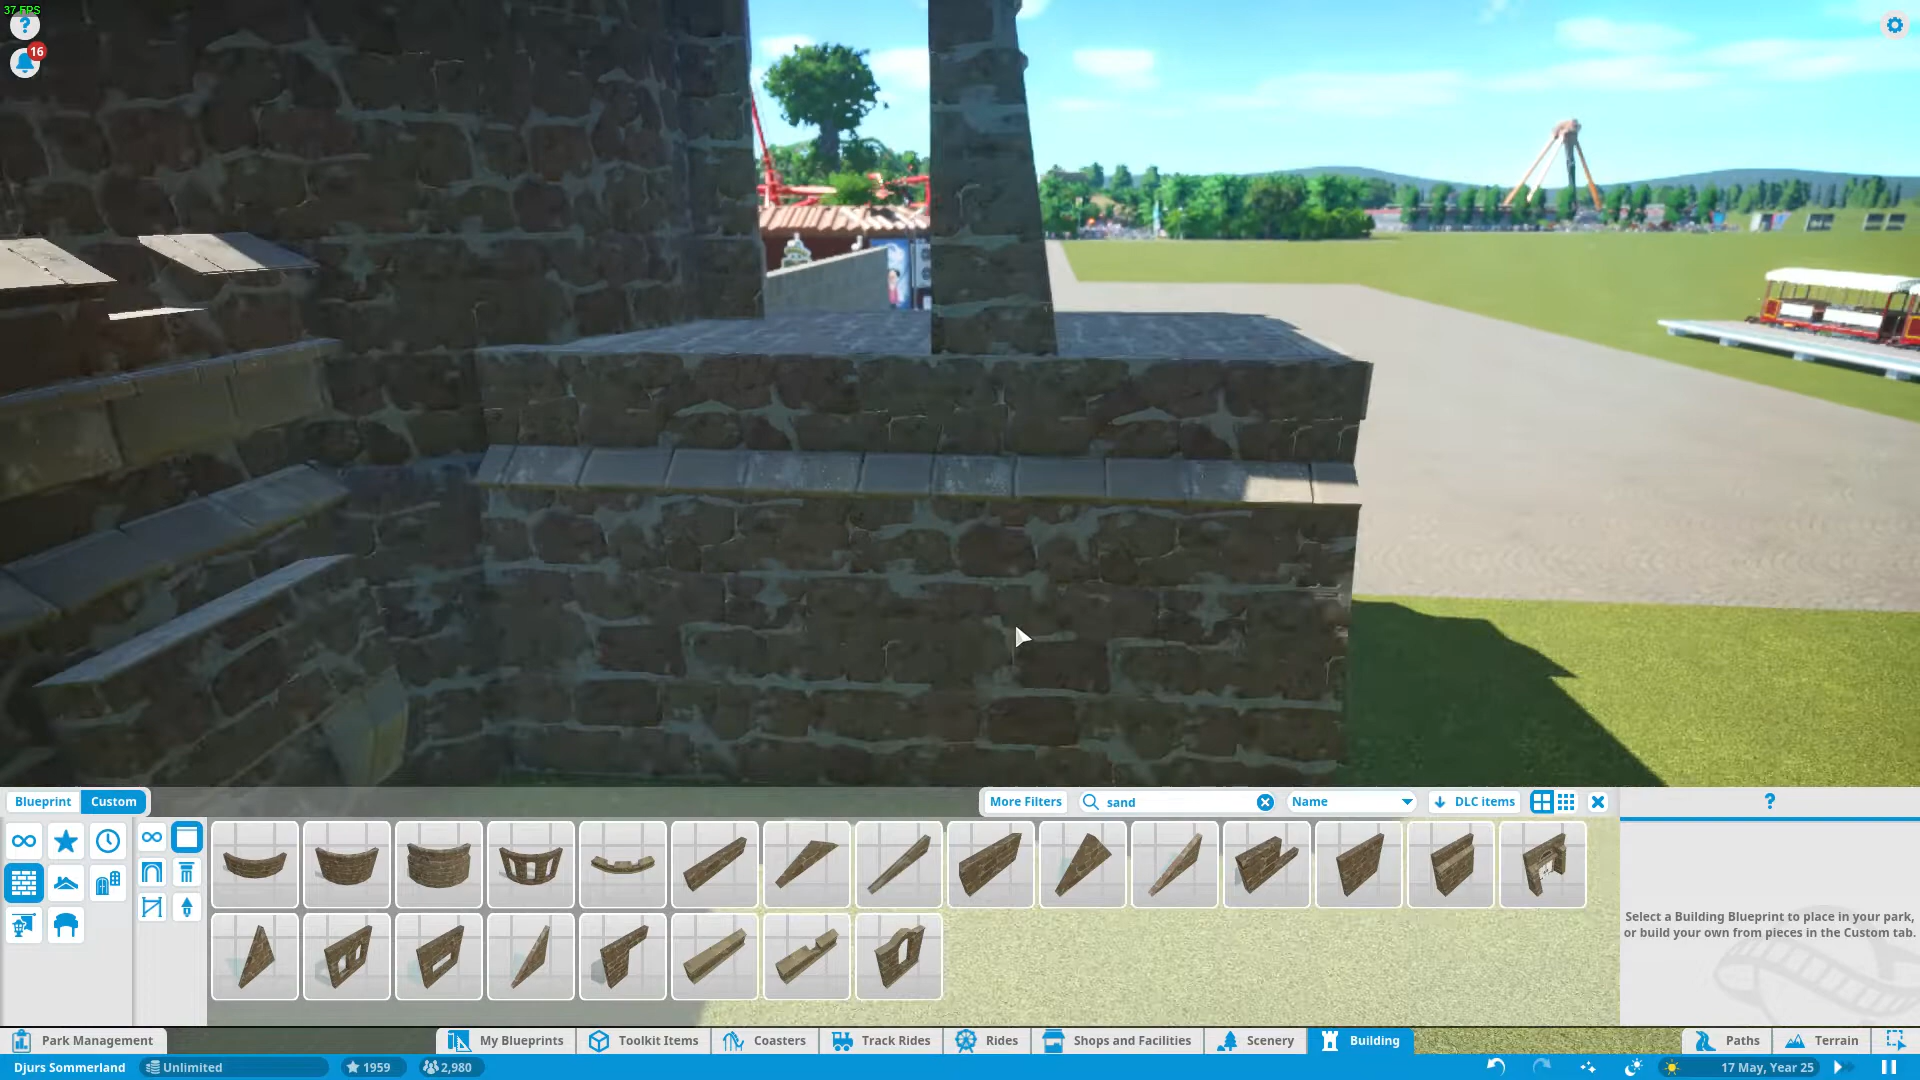 37 FPS
?
16
Blueprint Custom
More Filters sand Name DLC items ?
Select a Building Blueprint to place in your park,
or build your own from pieces in the Custom tab.
Park Management My Blueprints Toolkit Items Coasters Track Rides Rides Shops and Facilities Scenery Building Paths Terrain
Djurs Sommerland Unlimited 1959 2,980 17 May, Year 25